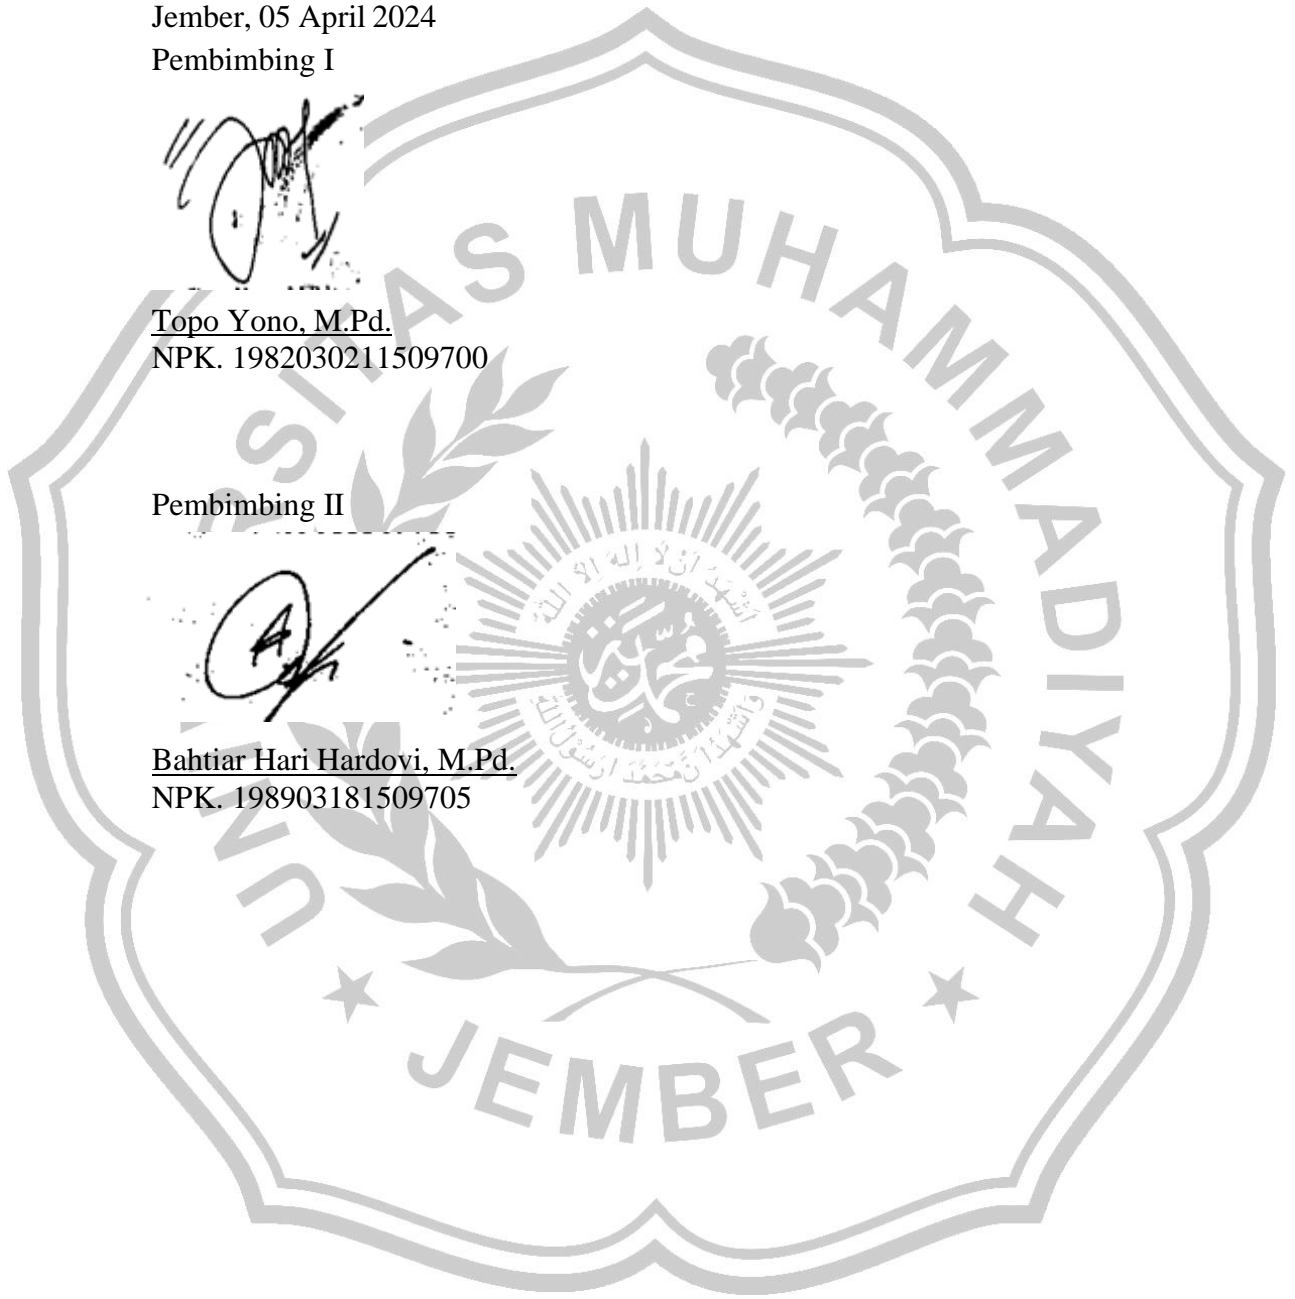 Jember, 05 April 2024
Pembimbing I
Topo Yono, M.Pd.
NPK. 1982030211509700
Pembimbing II
Bahtiar Hari Hardovi, M.Pd.
NPK. 198903181509705
UNIVERSITAS MUHAMMADIYAH
JEMBER